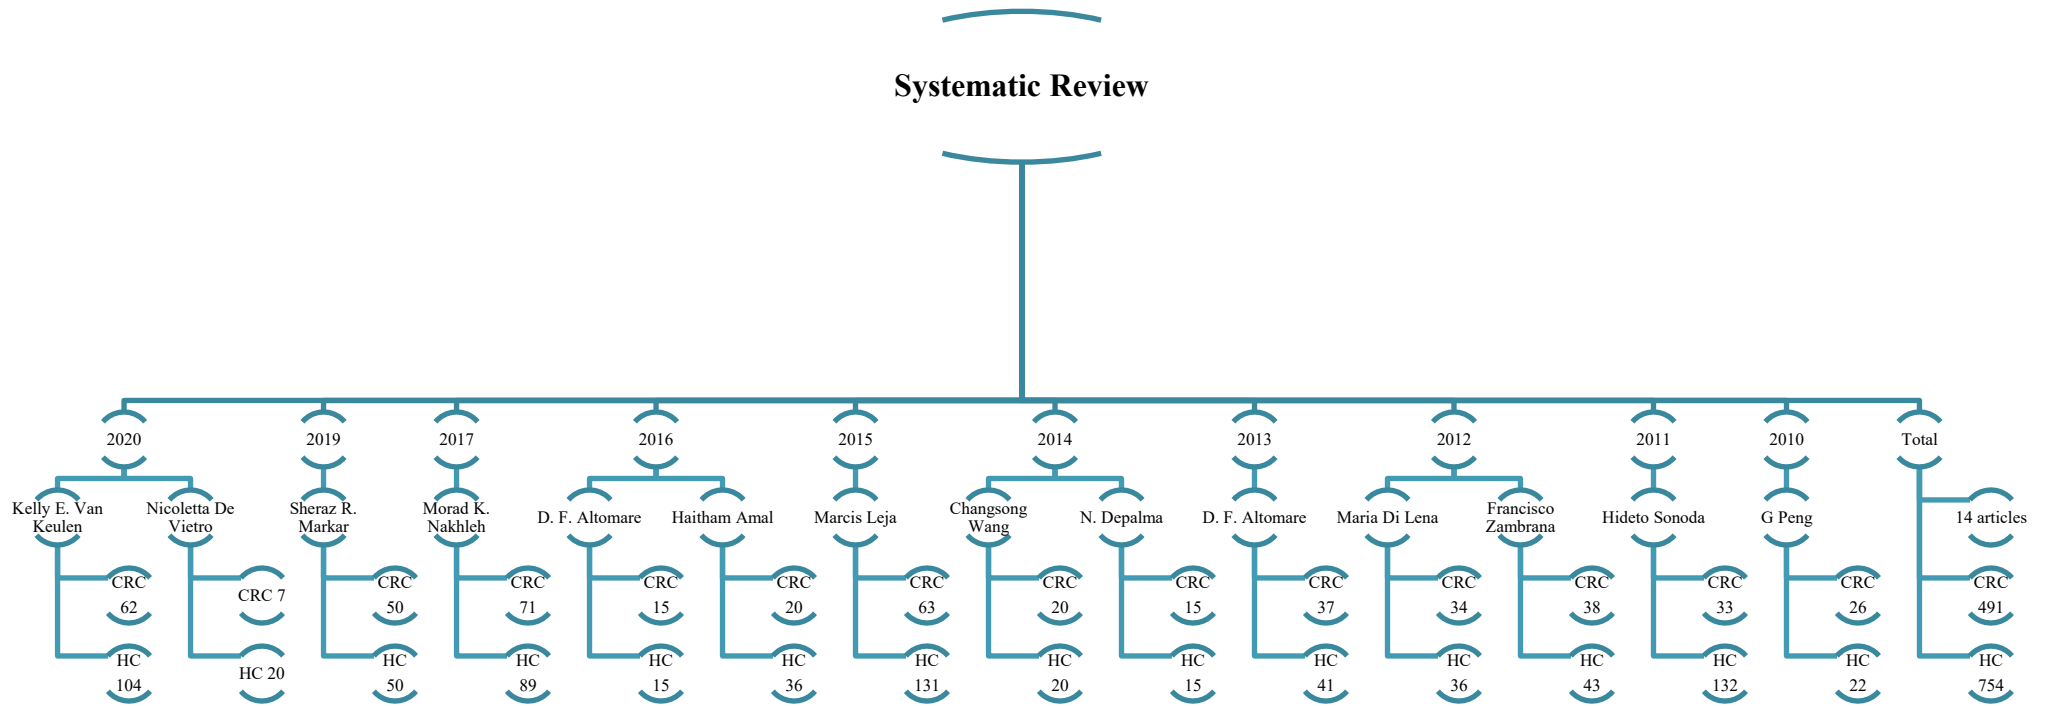 Systematic Review
2020
2019
2017
2016
2015
2014
2013
2012
2011
2010
Total
Kelly E. Van
Keulen
Nicoletta De
Vietro
Sheraz R.
Markar
Morad K.
Nakhleh
D. F. Altomare
Haitham Amal
Marcis Leja
Changsong
Wang
N. Depalma
D. F. Altomare
Maria Di Lena
Francisco
Zambrana
Hideto Sonoda
G Peng
14 articles
CRC
62
CRC 7
CRC
50
CRC
71
CRC
15
CRC
20
CRC
63
CRC
20
CRC
15
CRC
37
CRC
34
CRC
38
CRC
33
CRC
26
CRC
491
HC
104
HC 20
HC
50
HC
89
HC
15
HC
36
HC
131
HC
20
HC
15
HC
41
HC
36
HC
43
HC
132
HC
22
HC
754